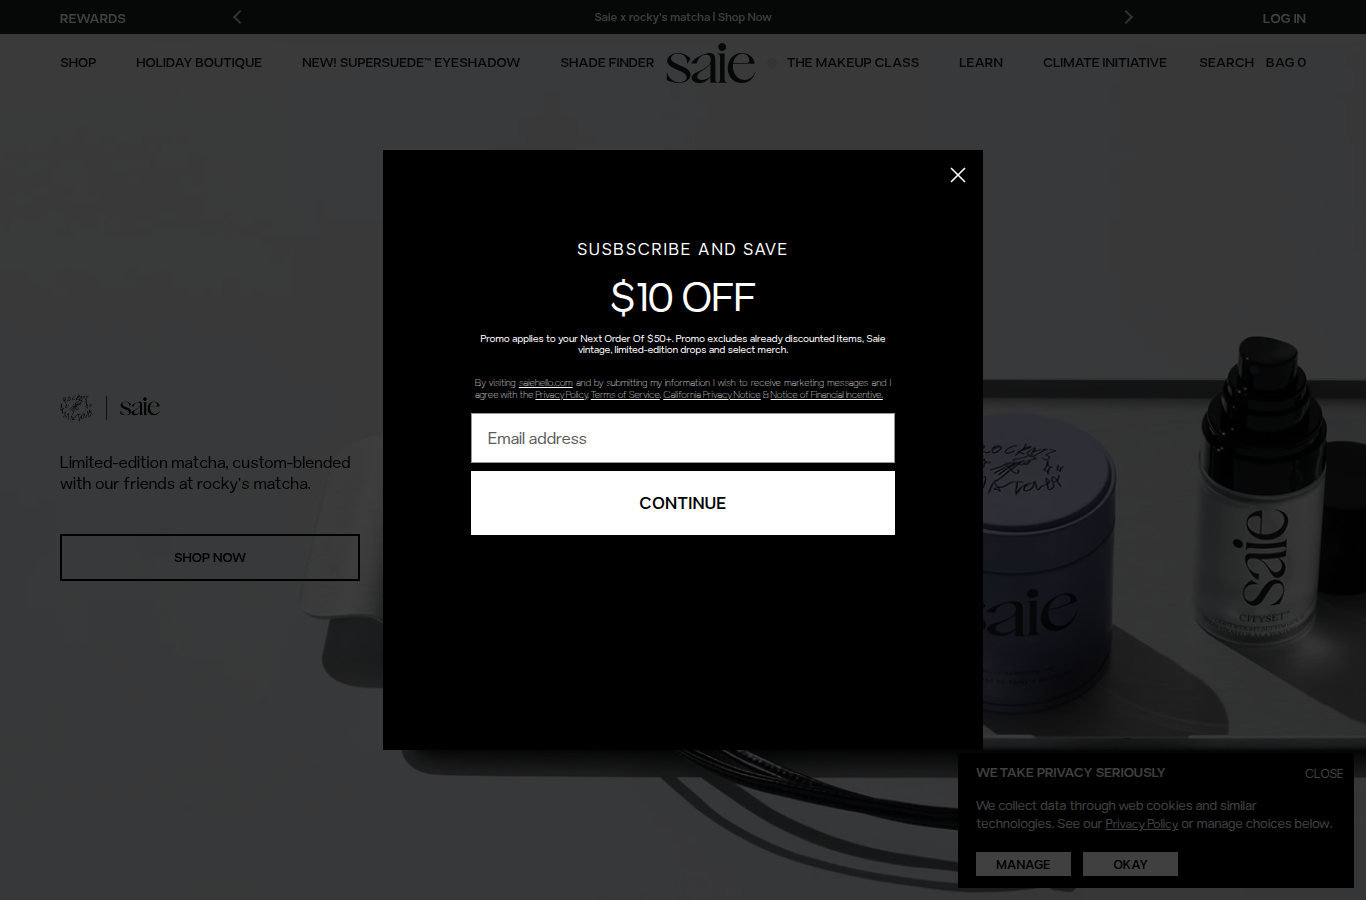 REWARDS
Saie x rocky's matcha | Shop Now
LOG IN
SHOP
HOLIDAY BOUTIQUE
NEW! SUPERSUEDE™ EYESHADOW
SHADE FINDER
saie
THE MAKEUP CLASS
LEARN
CLIMATE INITIATIVE
SEARCH
BAG 0
SUSBSCRIBE AND SAVE
$10 OFF
Promo applies to your Next Order Of $50+. Promo excludes already discounted items, Saie
vintage, limited-edition drops and select merch.
By visiting saiehello.com and by submitting my information I wish to receive marketing messages and I
agree with the Privacy Policy, Terms of Service, California Privacy Notice & Notice of Financial Incentive.
Email address
CONTINUE
saie
Limited-edition matcha, custom-blended
with our friends at rocky's matcha.
SHOP NOW
saie
saie
CITYSET™
WE TAKE PRIVACY SERIOUSLY
CLOSE
We collect data through web cookies and similar
technologies. See our Privacy Policy or manage choices below.
MANAGE
OKAY